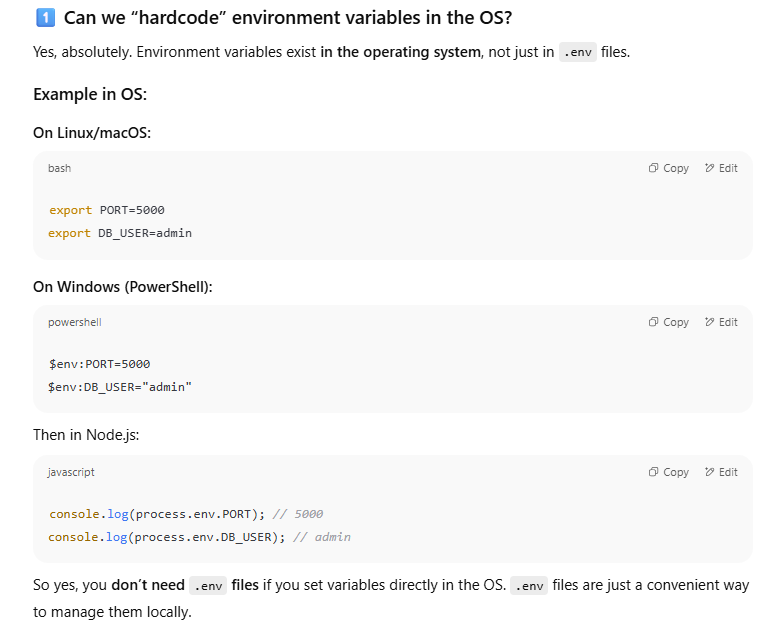 1 Can we “hardcode” environment variables in the OS?
Yes, absolutely. Environment variables exist in the operating system, not just in .env files.
Example in OS:
On Linux/macOS:
bash
Copy Edit
export PORT=5000
export DB_USER=admin
On Windows (PowerShell):
powershell
Copy Edit
$env:PORT=5000
$env:DB_USER="admin"
Then in Node.js:
javascript
Copy Edit
console.log(process.env.PORT); // 5000
console.log(process.env.DB_USER); // admin
So yes, you don’t need .env files if you set variables directly in the OS. .env files are just a convenient way
to manage them locally.